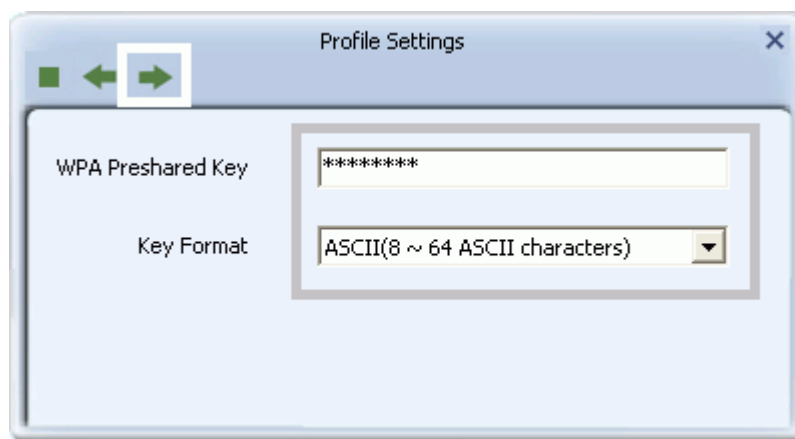 Profile Settings
WPA Preshared Key ********
Key Format ASCII(8 ~ 64 ASCII characters)